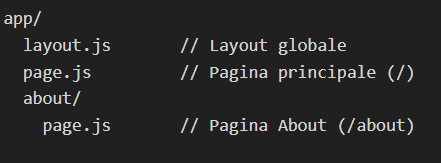 app/
  layout.js       // Layout globale
  page.js         // Pagina principale (/)
  about/
    page.js       // Pagina About (/about)